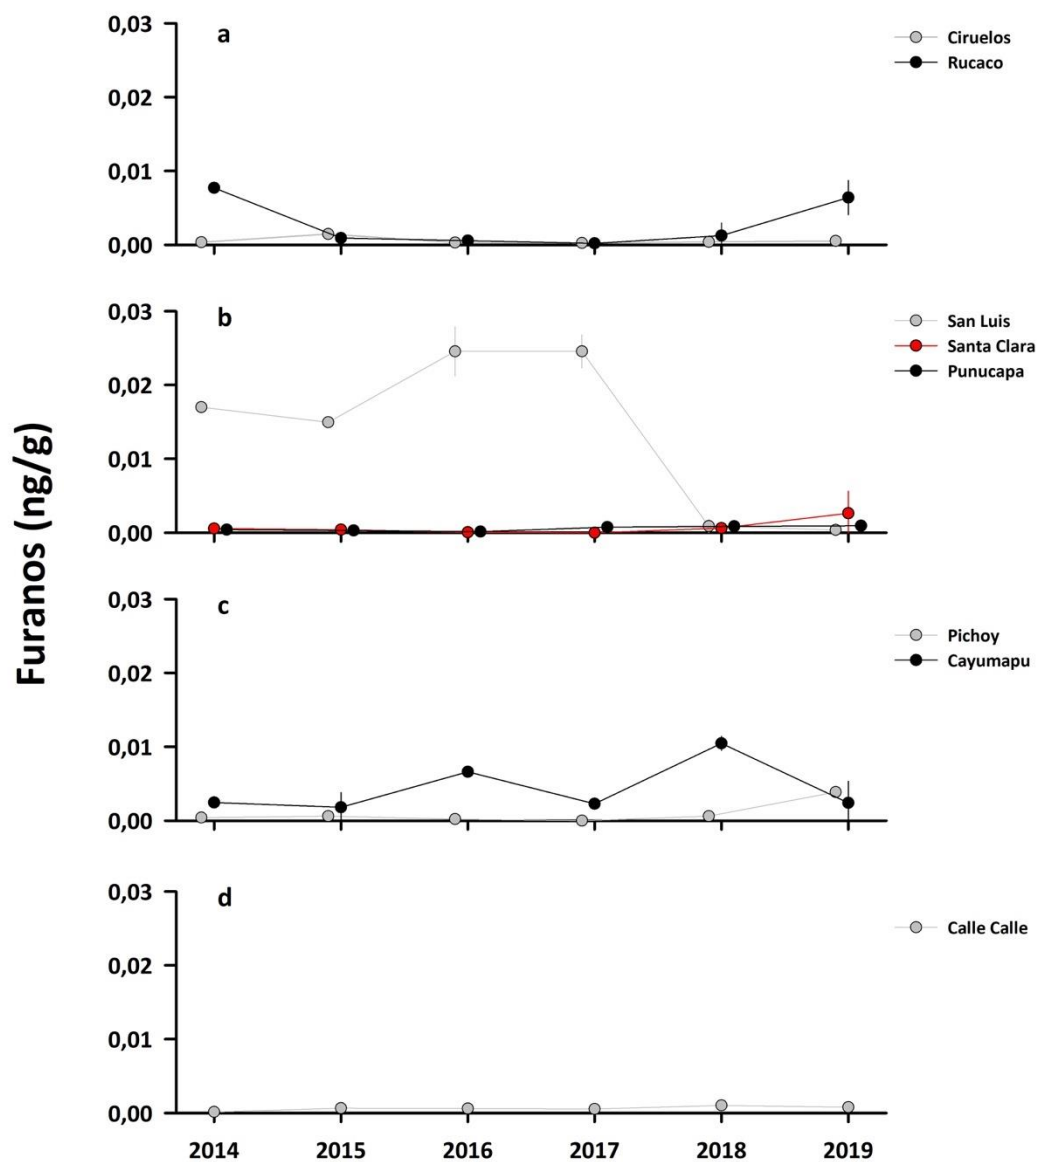 Furanos (ng/g)
a
0,03
0,02
0,01
0,00
Ciruelos
Rucaco
b
0,03
0,02
0,01
0,00
San Luis
Santa Clara
Punucapa
c
0,03
0,02
0,01
0,00
Pichoy
Cayumapu
d
0,03
0,02
0,01
0,00
Calle Calle
2014 2015 2016 2017 2018 2019